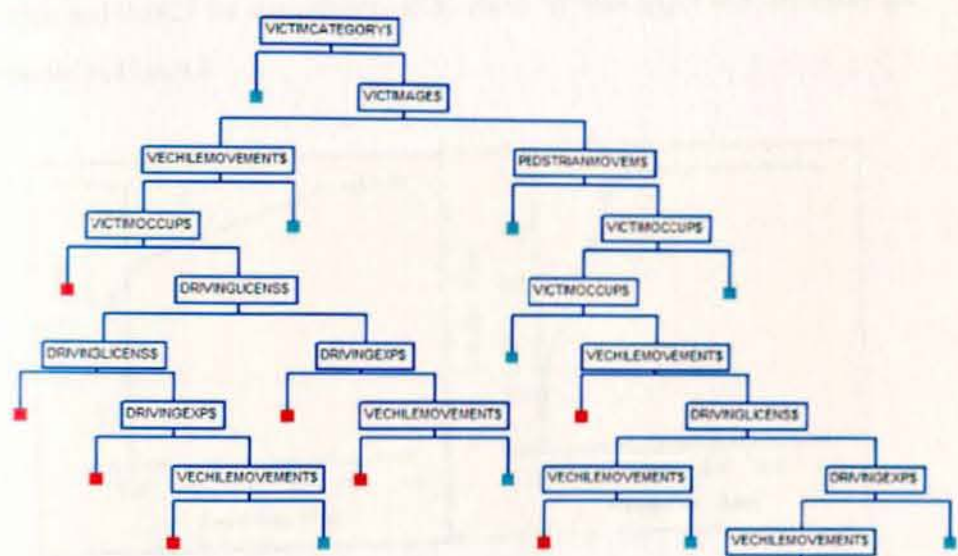 VICTIMCATEGORY$
VICTIMAGE$
VECHILEMOVEMENT$ PEDSTRIANMOVEM$
VICTIMOCCUP$ VICTIMOCCUP$
DRIVINGLICENS$ VICTIMOCCUP$
DRIVINGLICENS$ DRIVINGEXP$ VECHILEMOVEMENT$
DRIVINGEXP$ VECHILEMOVEMENT$ DRIVINGLICENS$
VECHILEMOVEMENT$ VECHILEMOVEMENT$ DRIVINGEXP$
VECHILEMOVEMENT$